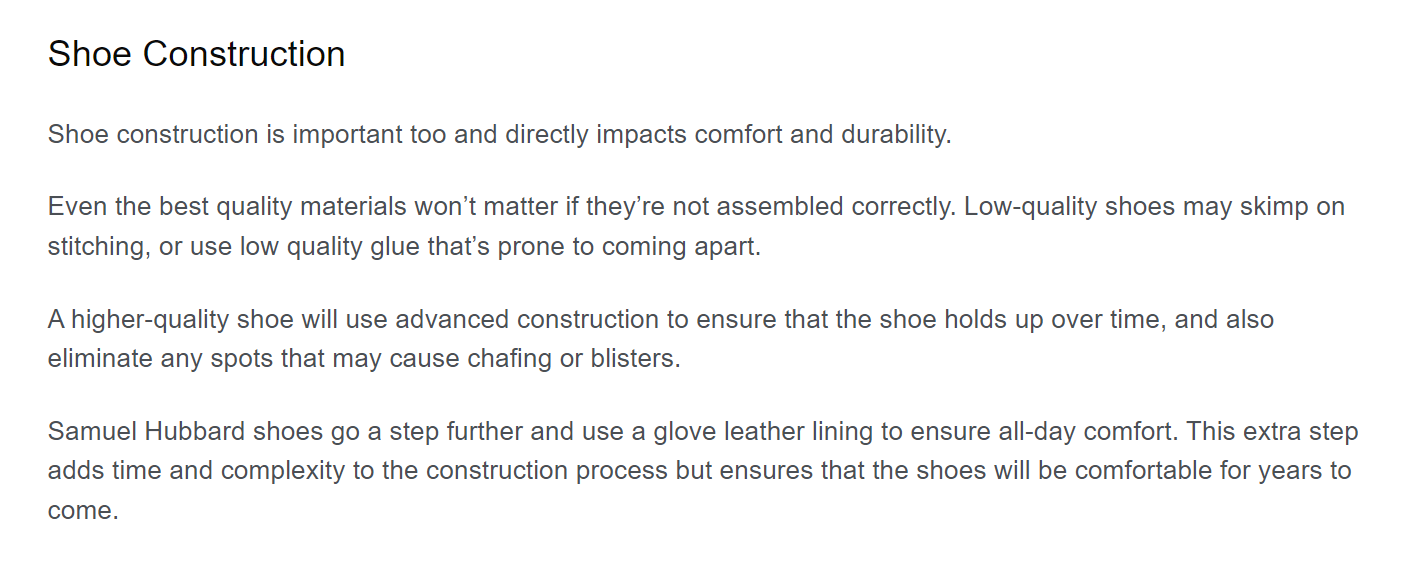 Shoe Construction
Shoe construction is important too and directly impacts comfort and durability.
Even the best quality materials won’t matter if they’re not assembled correctly. Low-quality shoes may skimp on
stitching, or use low quality glue that’s prone to coming apart.
A higher-quality shoe will use advanced construction to ensure that the shoe holds up over time, and also
eliminate any spots that may cause chafing or blisters.
Samuel Hubbard shoes go a step further and use a glove leather lining to ensure all-day comfort. This extra step
adds time and complexity to the construction process but ensures that the shoes will be comfortable for years to
come.